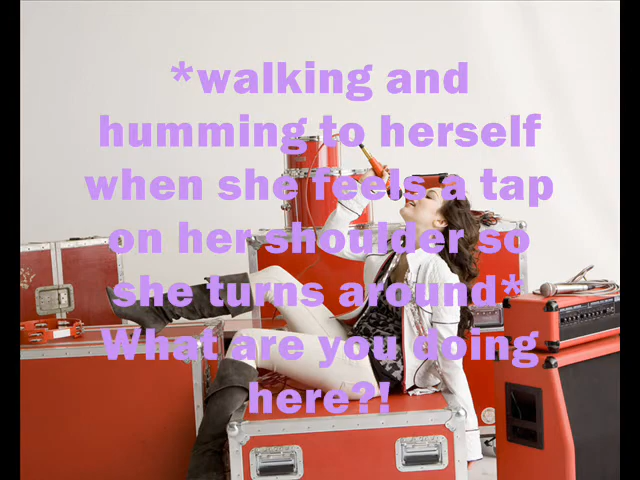 *walking and
humming to herself
when she feels a tap
on her shoulder so
she turns around*
What are you doing
here?!